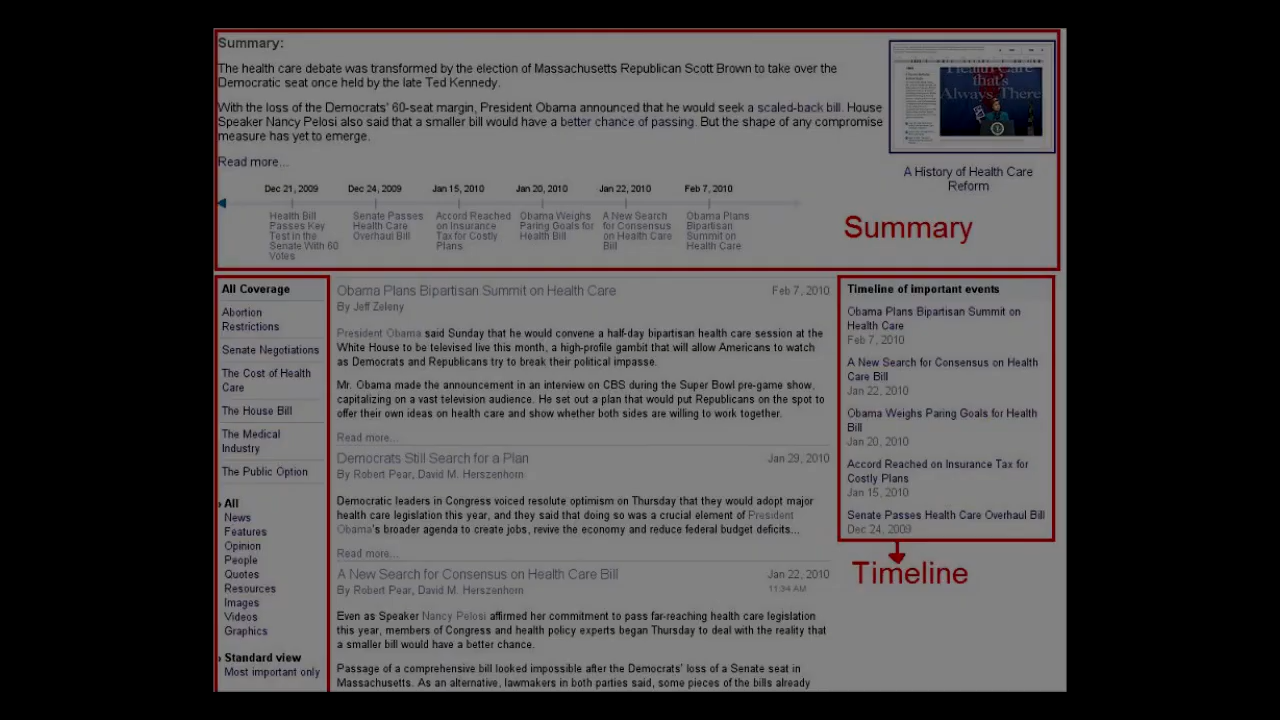 Summary:
The health care debate was transformed by the election of Massachusetts Republican Scott Brown to take over the
Democratic seat once held by the late Ted Kennedy.
With the loss of the Democrats' 60-seat margin, President Obama announced that he would seek a scaled-back bill. House
Speaker Nancy Pelosi also said that a smaller bill would have a better chance of passing. But the shape of any compromise
measure has yet to emerge.
Read more...
Health Care
that's
Always There
A History of Health Care
Reform
Dec 21, 2009
Health Bill
Passes Key
Test in the
Senate With 60
Votes
Dec 24, 2009
Senate Passes
Health Care
Overhaul Bill
Jan 15, 2010
Accord Reached
on Insurance
Tax for Costly
Plans
Jan 20, 2010
Obama Weighs
Paring Goals for
Health Bill
Jan 22, 2010
A New Search
for Consensus
on Health Care
Bill
Feb 7, 2010
Obama Plans
Bipartisan
Summit on
Health Care
Summary
All Coverage
Abortion
Restrictions
Senate Negotiations
The Cost of Health
Care
The House Bill
The Medical
Industry
The Public Option
All
News
Features
Opinion
People
Quotes
Resources
Images
Videos
Graphics
Standard view
Most important only
Obama Plans Bipartisan Summit on Health Care Feb 7, 2010
By Jeff Zeleny
President Obama said Sunday that he would convene a half-day bipartisan health care session at the
White House to be televised live this month, a high-profile gambit that will allow Americans to watch
as Democrats and Republicans try to break their political impasse.
Mr. Obama made the announcement in an interview on CBS during the Super Bowl pre-game show,
capitalizing on a vast television audience. He set out a plan that would put Republicans on the spot to
offer their own ideas on health care and show whether both sides are willing to work together.
Read more...
Democrats Still Search for a Plan Jan 29, 2010
By Robert Pear, David M. Herszenhorn
Democratic leaders in Congress voiced resolute optimism on Thursday that they would adopt major
health care legislation this year, and they said that doing so was a crucial element of President
Obama's broader agenda to create jobs, revive the economy and reduce federal budget deficits...
Read more...
A New Search for Consensus on Health Care Bill Jan 22, 2010
By Robert Pear, David M. Herszenhorn 11:34 AM
Even as Speaker Nancy Pelosi affirmed her commitment to pass far-reaching health care legislation
this year, members of Congress and health policy experts began Thursday to deal with the reality that
a smaller bill would have a better chance.
Passage of a comprehensive bill looked impossible after the Democrats' loss of a Senate seat in
Massachusetts. As an alternative, lawmakers in both parties said, some pieces of the bills already
Timeline of important events
Obama Plans Bipartisan Summit on
Health Care
Feb 7, 2010
A New Search for Consensus on Health
Care Bill
Jan 22, 2010
Obama Weighs Paring Goals for Health
Bill
Jan 20, 2010
Accord Reached on Insurance Tax for
Costly Plans
Jan 15, 2010
Senate Passes Health Care Overhaul Bill
Dec 24, 2009
Timeline